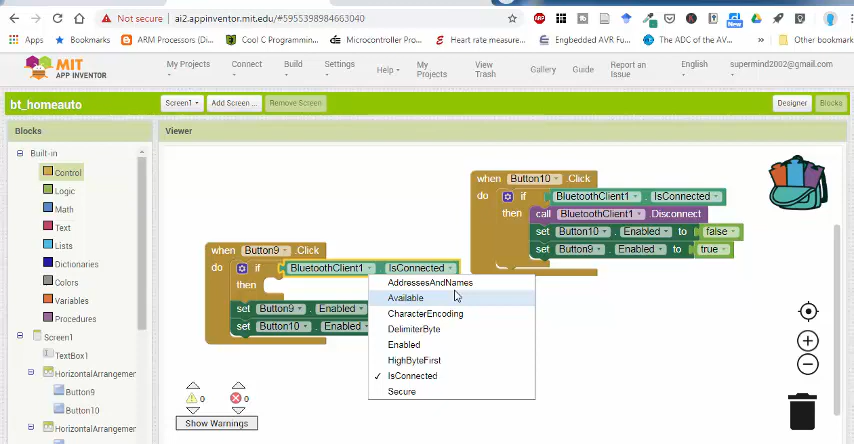 Not secure
ai2.appinventor.mit.edu/#5955398984663040
New
Apps
Bookmarks
ARM Processors (Di...
Cool C Programmin...
Microcontroller Pro...
Heart rate measure...
Engbedded AVR Fu...
The ADC of the AV...
»
Other bookmark
MIT
APP INVENTOR
My Projects
Connect
Build
Settings
Help
My Projects
View Trash
Gallery
Guide
Report an Issue
English
supermind2002@gmail.com
bt_homeauto
Screen1
Add Screen ...
Remove Screen
Designer
Blocks
Blocks
Viewer
Built-in
Control
Logic
Math
Text
Lists
Dictionaries
Colors
Variables
Procedures
Screen1
TextBox1
HorizontalArrangeme
Button9
Button10
HorizontalArrangeme
when Button10 .Click
do if BluetoothClient1 . IsConnected
then call BluetoothClient1 .Disconnect
set Button10 . Enabled to false
set Button9 . Enabled to true
when Button9 .Click
do if BluetoothClient1 . IsConnected
then
set Button9 . Enabled
set Button10 . Enabled
AddressesAndNames
Available
CharacterEncoding
DelimiterByte
Enabled
HighByteFirst
✓ IsConnected
Secure
0
0
Show Warnings